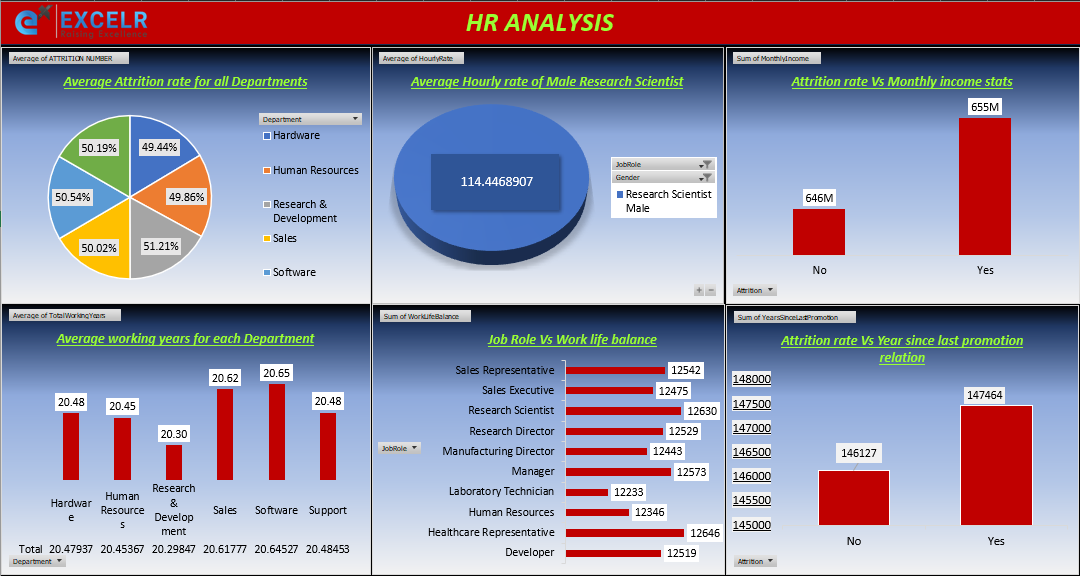 EXCELR
Raising Excellence
HR ANALYSIS
Average of ATTRITION NUMBER
Average Attrition rate for all Departments
50.19%
49.44%
50.54%
49.86%
50.02%
51.21%
Department
Hardware
Human Resources
Research &
Development
Sales
Software
Average of HourlyRate
Average Hourly rate of Male Research Scientist
114.4468907
JobRole
Gender
Research Scientist
Male
Sum of MonthlyIncome
Attrition rate Vs Monthly income stats
655M
646M
No
Yes
Attrition
Average of TotalWorkingYears
Average working years for each Department
20.48
20.45
20.30
20.62
20.65
20.48
Hardwar
e
Human
Resource
s
Research
&
Develop
ment
Sales
Software
Support
Total 20.47937 20.45367 20.29847 20.61777 20.64527 20.48453
Department
Sum of WorkLifeBalance
Job Role Vs Work life balance
JobRole
Sales Representative 12542
Sales Executive 12475
Research Scientist 12630
Research Director 12529
Manufacturing Director 12443
Manager 12573
Laboratory Technician 12233
Human Resources 12346
Healthcare Representative 12646
Developer 12519
Sum of YearsSinceLastPromotion
Attrition rate Vs Year since last promotion
relation
148000
147500
147000
146500
146000
145500
145000
146127
147464
No
Yes
Attrition